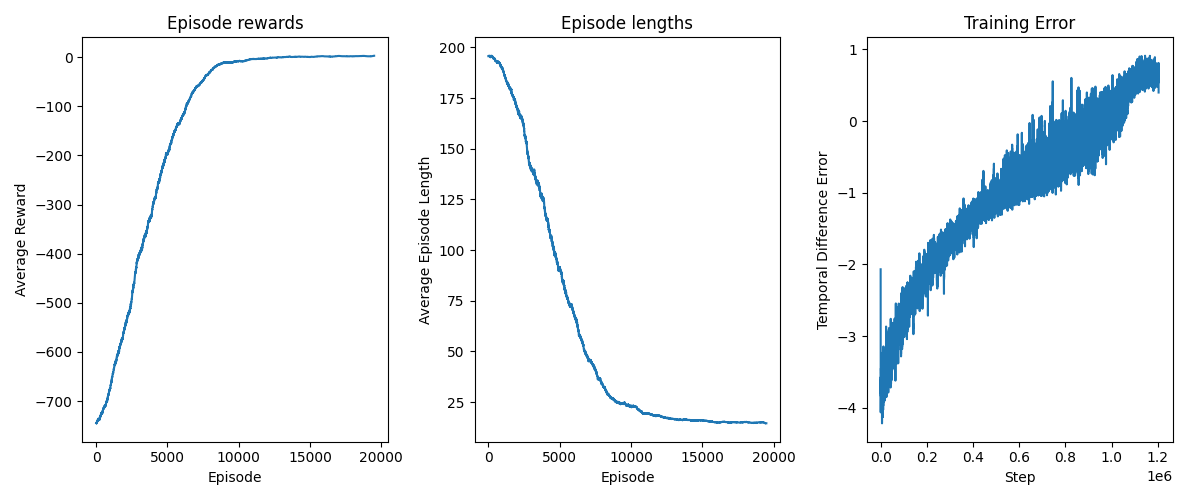 Episode rewards
Average Reward
0
−100
−200
−300
−400
−500
−600
−700
0 5000 10000 15000 20000
Episode
Episode lengths
Average Episode Length
200
175
150
125
100
75
50
25
0 5000 10000 15000 20000
Episode
Training Error
Temporal Difference Error
1
0
−1
−2
−3
−4
0.0 0.2 0.4 0.6 0.8 1.0 1.2
1e6
Step